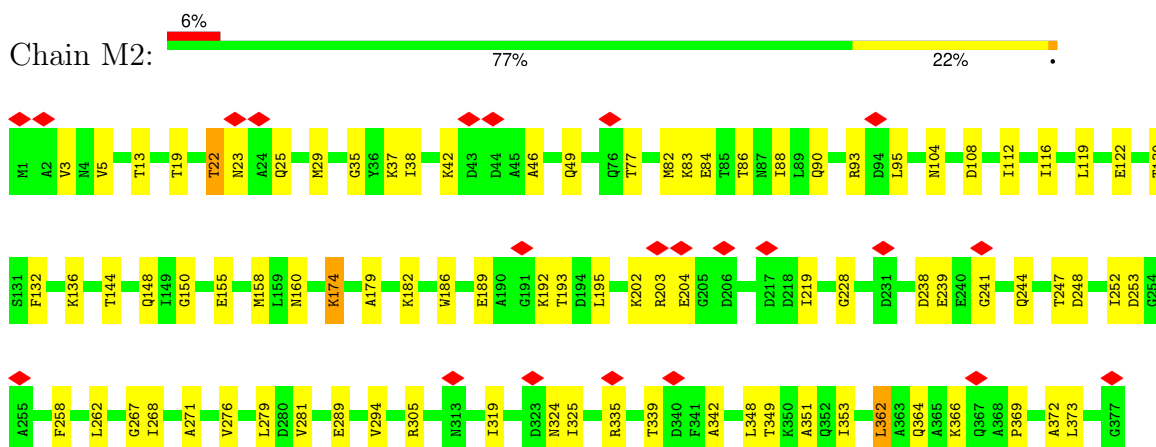 6%
Chain M2:
77% 22% •
M1 A2 V3 N4 V5 T13 T19 T22 N23 A24 Q25 M29 G35 Y36 K37 I38 K42 D43 D44 A45 A46 Q49 Q76 T77 M82 K83 E84 T85 T86 N87 I88 L89 Q90 R93 D94 L95 N104 D108 I112 I116 L119 E122 T130
S131 F132 K136 T144 Q148 I149 G150 E155 M158 L159 N160 K174 A179 K182 W186 E189 A190 G191 K192 T193 D194 L195 K202 R203 E204 G205 D206 D217 D218 I219 G228 D231 D238 E239 E240 G241 Q244 T247 D248 I252 D253 G254
A255 F258 L262 G267 I268 A271 V276 L279 D280 V281 E289 V294 R305 N313 I319 D323 N324 I325 R335 T339 D340 F341 A342 L348 T349 K350 A351 Q352 I353 L362 A363 Q364 A365 K366 Q367 A368 P369 A372 L373 G377